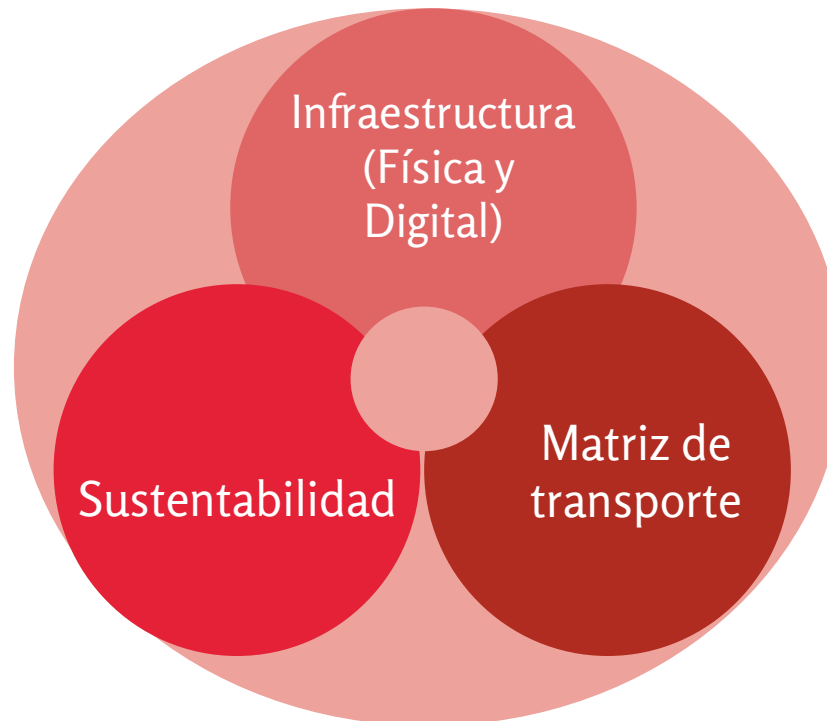 Infraestructura
(Física y
Digital)
Sustentabilidad
Matriz de
transporte